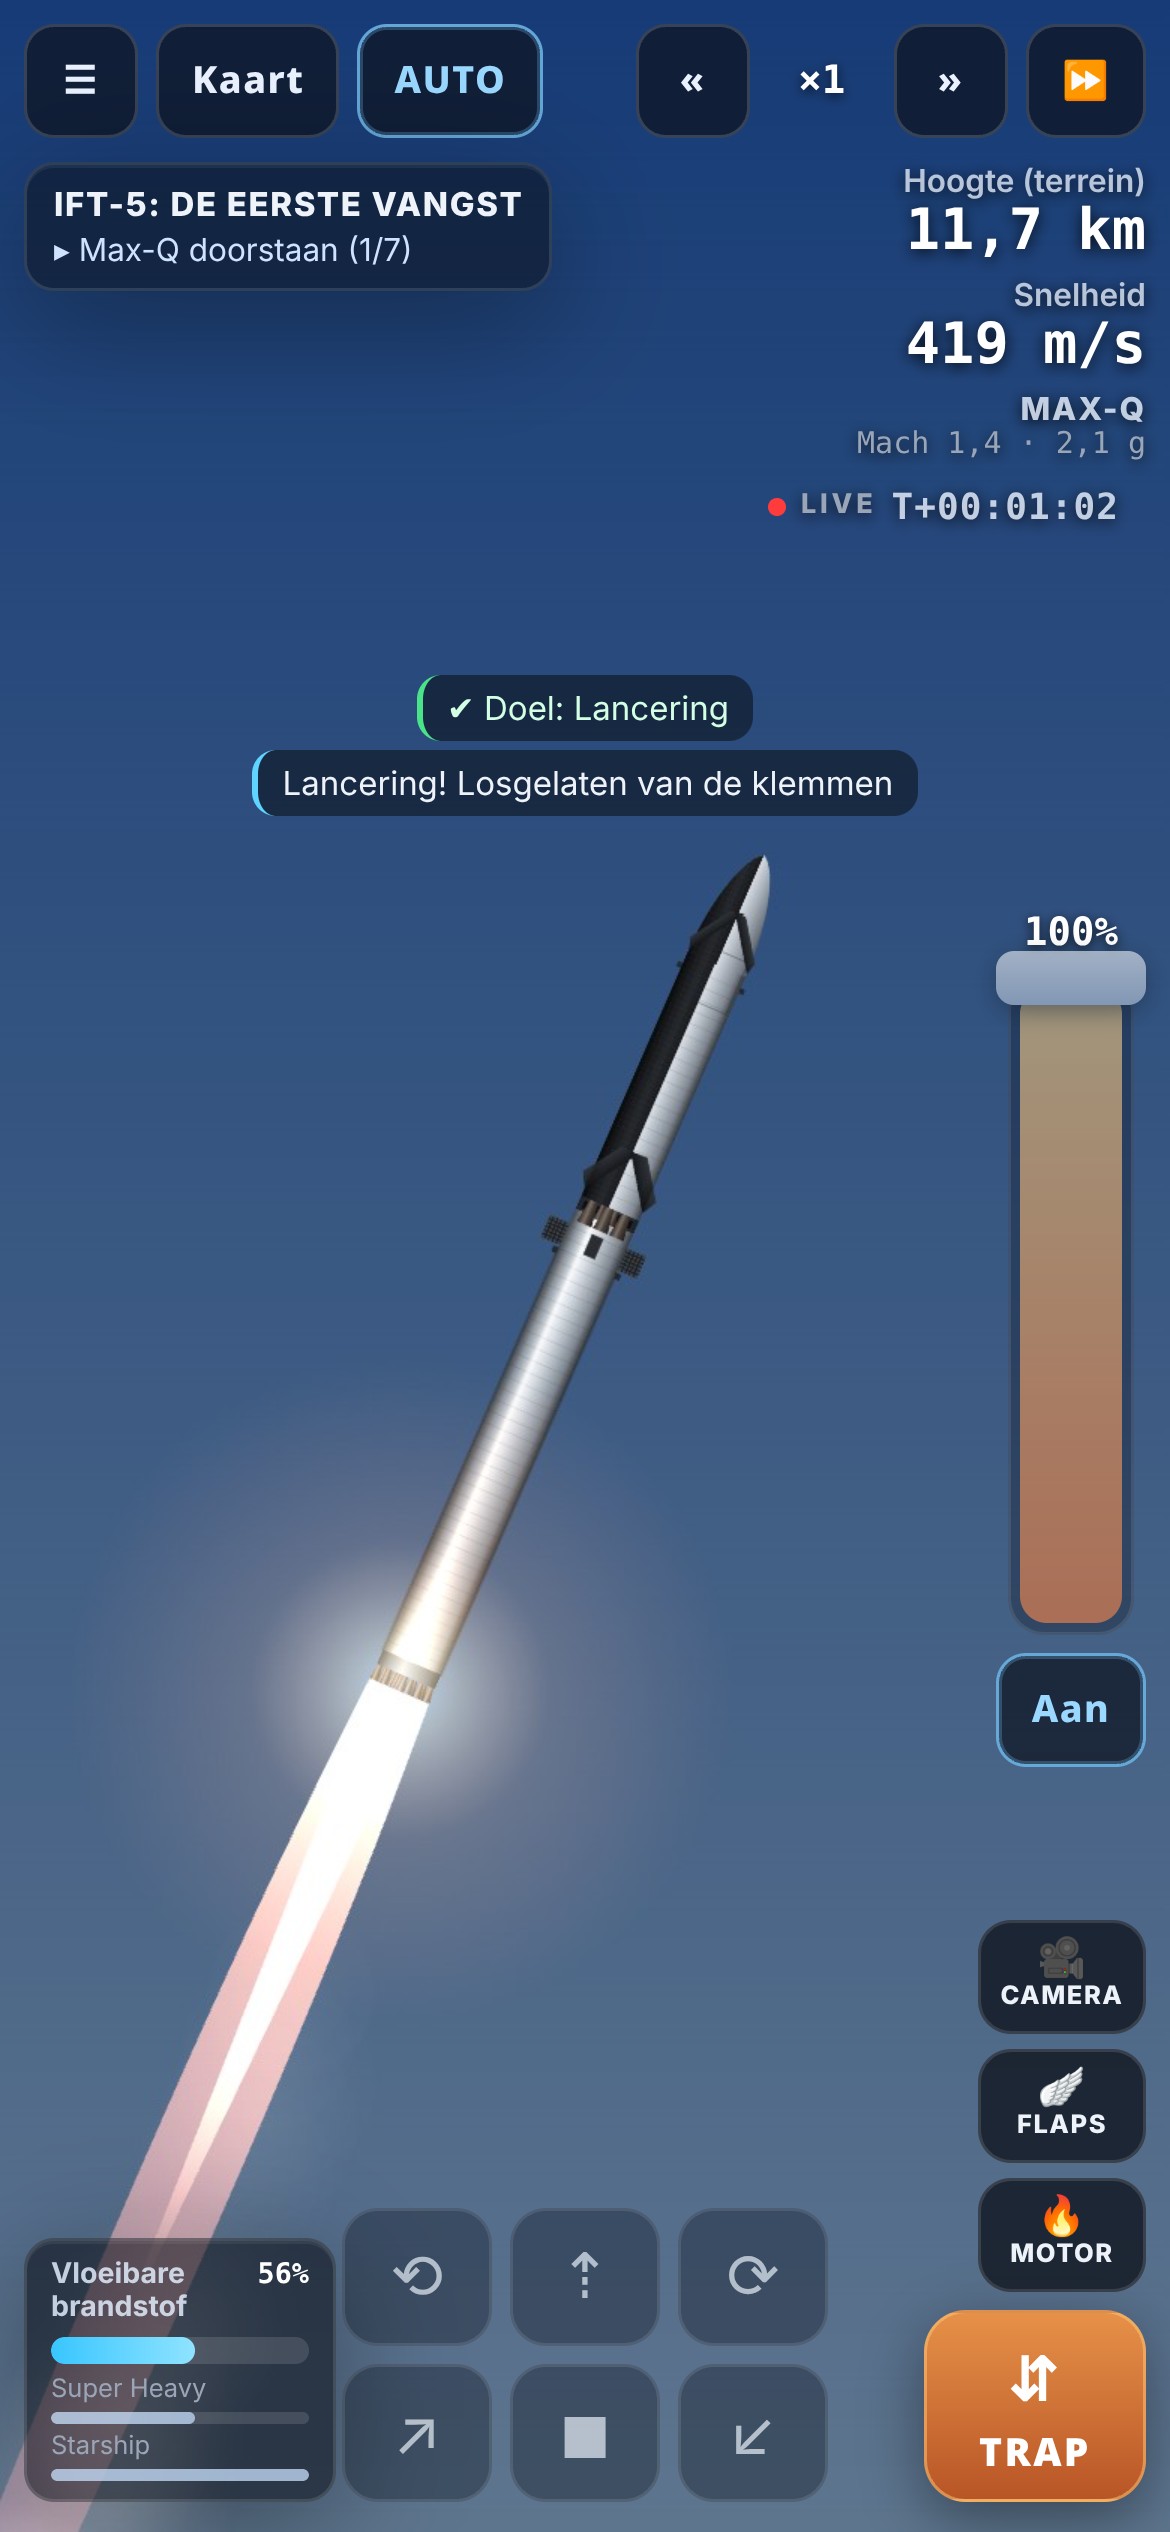 ☰ Kaart AUTO « ×1 » ⏩
IFT-5: DE EERSTE VANGST
▸ Max-Q doorstaan (1/7)
Hoogte (terrein)
11,7 km
Snelheid
419 m/s
MAX-Q
Mach 1,4 · 2,1 g
LIVE T+00:01:02
✔ Doel: Lancering
Lancering! Losgelaten van de klemmen
100%
Aan
CAMERA
FLAPS
MOTOR
Vloeibare brandstof 56%
Super Heavy
Starship
TRAP